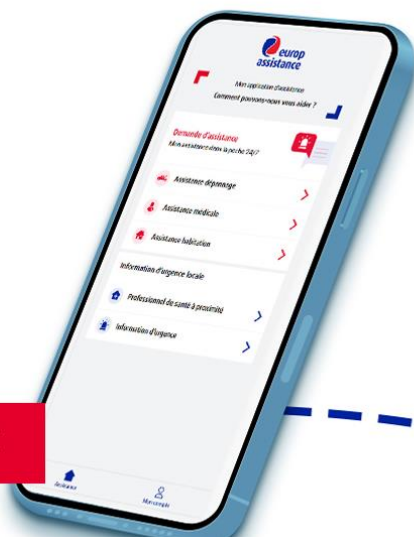 europ
assistance
Mon application d'assistance
Comment pouvons-nous vous aider ?
Demande d'assistance
Mon assistance dans la poche 24/7
Assistance dépannage
Assistance médicale
Assistance habitation
Information d'urgence locale
Professionnel de santé à proximité
Information d'urgence
Assistance
Mon compte